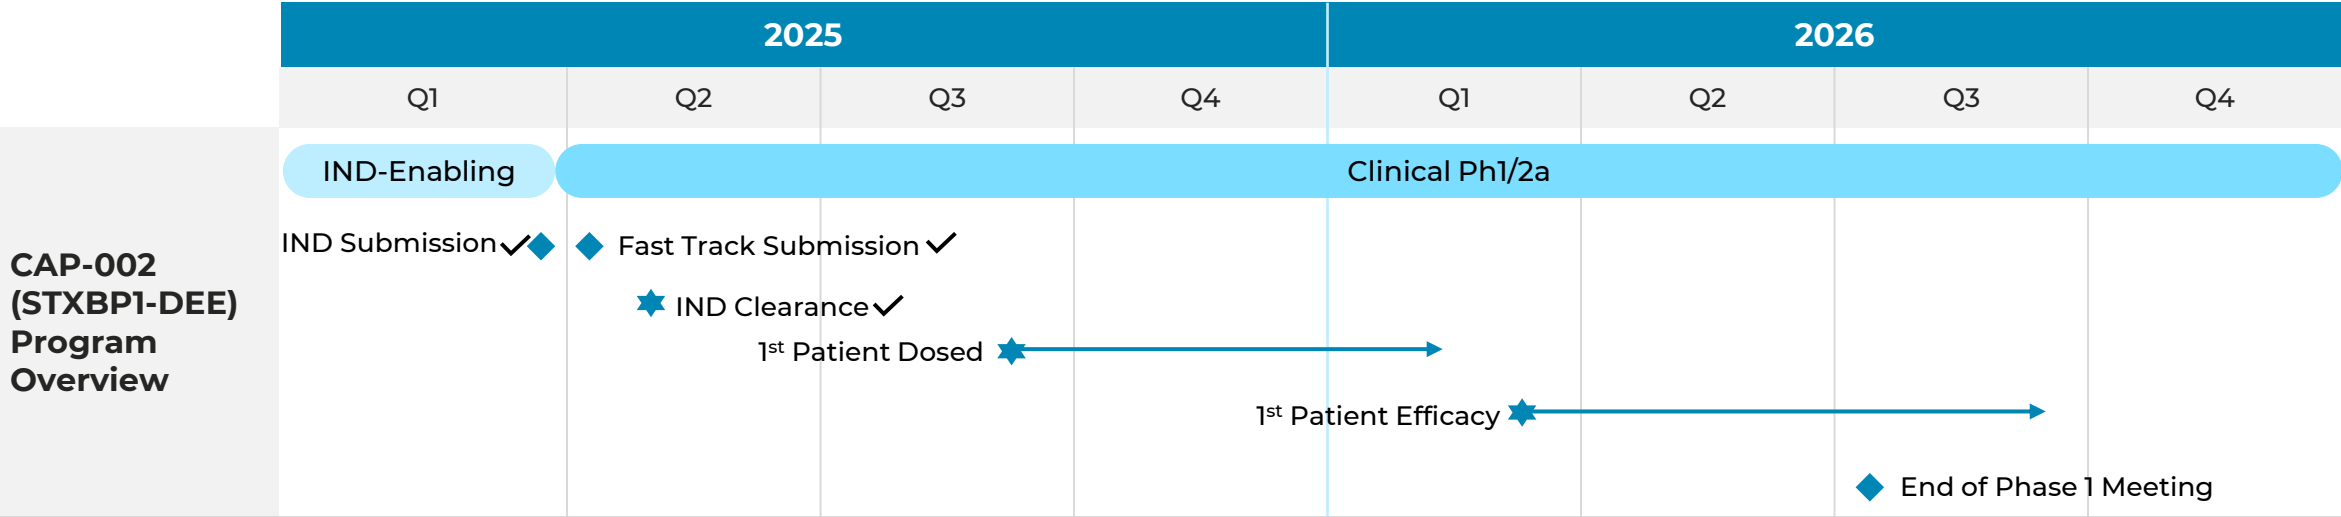 2025 2026
Q1 Q2 Q3 Q4 Q1 Q2 Q3 Q4
IND-Enabling Clinical Ph1/2a
IND Submission Fast Track Submission
CAP-002
(STXBP1-DEE)
Program
Overview
IND Clearance
1st Patient Dosed
1st Patient Efficacy
End of Phase 1 Meeting